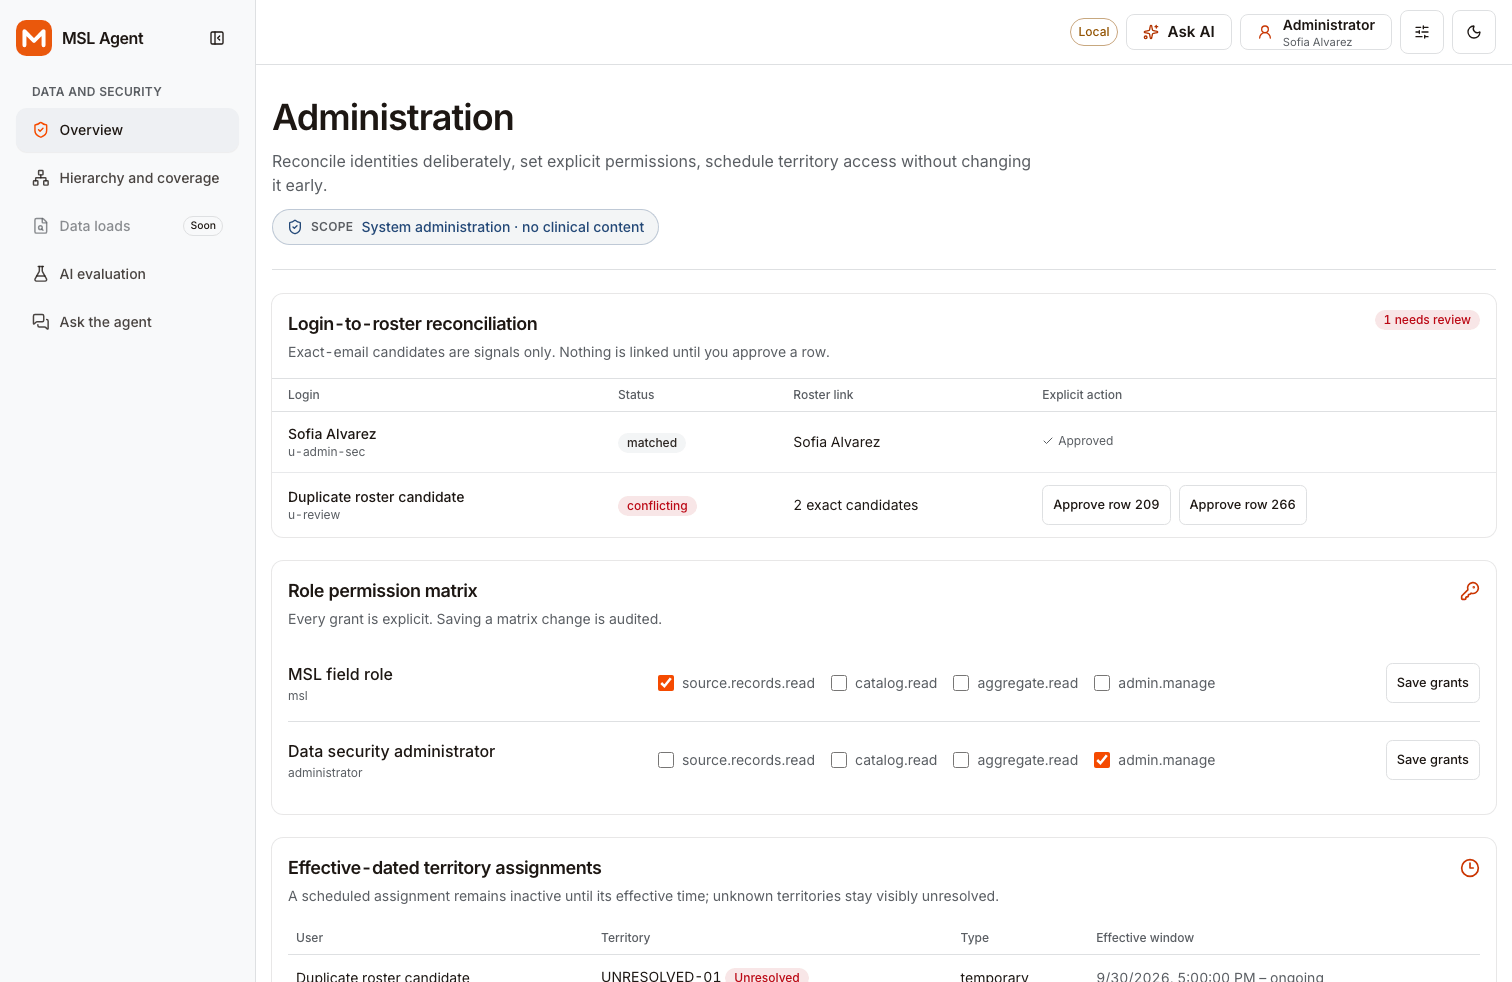 MSL Agent
Local
Ask AI
Administrator
Sofia Alvarez
DATA AND SECURITY
Overview
Hierarchy and coverage
Data loads
Soon
AI evaluation
Ask the agent
Administration
Reconcile identities deliberately, set explicit permissions, schedule territory access without changing
it early.
SCOPE System administration · no clinical content
Login-to-roster reconciliation
1 needs review
Exact-email candidates are signals only. Nothing is linked until you approve a row.
Login Status Roster link Explicit action
Sofia Alvarez
u-admin-sec
matched
Sofia Alvarez
Approved
Duplicate roster candidate
u-review
conflicting
2 exact candidates
Approve row 209 Approve row 266
Role permission matrix
Every grant is explicit. Saving a matrix change is audited.
MSL field role
msl
source.records.read catalog.read aggregate.read admin.manage
Save grants
Data security administrator
administrator
source.records.read catalog.read aggregate.read admin.manage
Save grants
Effective-dated territory assignments
A scheduled assignment remains inactive until its effective time; unknown territories stay visibly unresolved.
User Territory Type Effective window
Duplicate roster candidate UNRESOLVED-01 Unresolved temporary 9/30/2026, 5:00:00 PM – ongoing